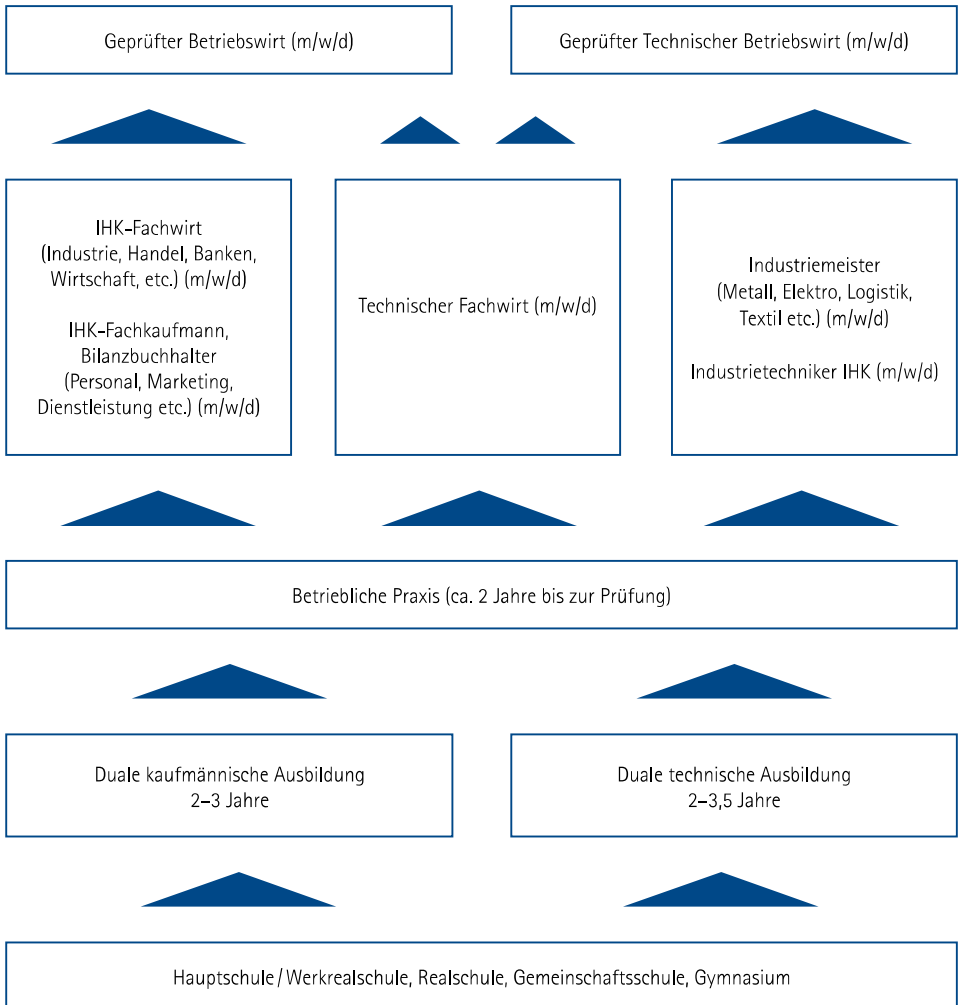 Geprüfter Betriebswirt (m/w/d)
Geprüfter Technischer Betriebswirt (m/w/d)
IHK-Fachwirt
(Industrie, Handel, Banken,
Wirtschaft, etc.) (m/w/d)
IHK-Fachkaufmann,
Bilanzbuchhalter
(Personal, Marketing,
Dienstleistung etc.) (m/w/d)
Technischer Fachwirt (m/w/d)
Industriemeister
(Metall, Elektro, Logistik,
Textil etc.) (m/w/d)
Industrietechniker IHK (m/w/d)
Betriebliche Praxis (ca. 2 Jahre bis zur Prüfung)
Duale kaufmännische Ausbildung
2–3 Jahre
Duale technische Ausbildung
2–3,5 Jahre
Hauptschule/Werkrealschule, Realschule, Gemeinschaftsschule, Gymnasium